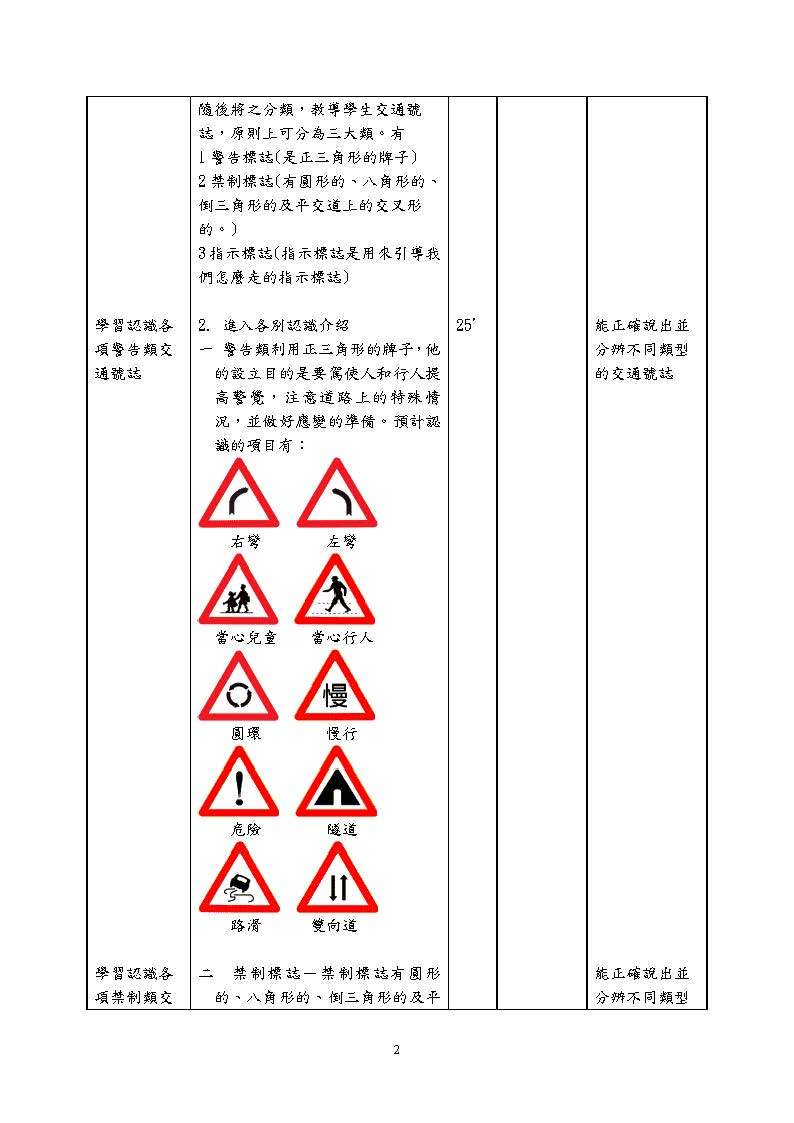 隨後將之分類，教導學生交通號
誌，原則上可分為三大類。有
1 警告標誌(是正三角形的牌子)
2 禁制標誌(有圓形的、八角形的、
倒三角形的及平交道上的交叉形
的。)
3 指示標誌(指示標誌是用來引導我
們怎麼走的指示標誌)
學習認識各
項警告類交
通號誌
2. 進入各別認識介紹
一 警告類利用正三角形的牌子，他
的設立目的是要駕使人和行人提
高警覺，注意道路上的特殊情
況，並做好應變的準備。預計認
識的項目有：
25'
能正確說出並
分辨不同類型
的交通號誌
右彎 左彎
當心兒童 當心行人
慢
圓環 慢行
危險 隧道
路滑 雙向道
學習認識各
項禁制類交
二 禁制標誌－禁制標誌有圓形
的、八角形的、倒三角形的及平
能正確說出並
分辨不同類型
2